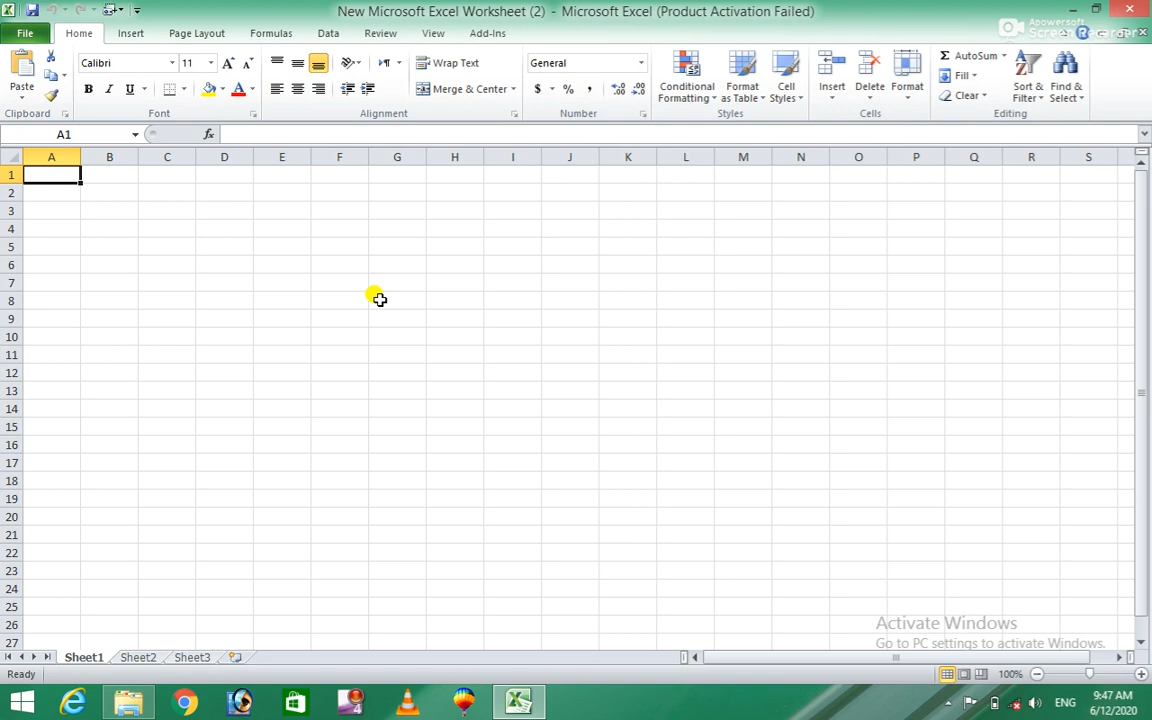 New Microsoft Excel Worksheet (2) - Microsoft Excel (Product Activation Failed)
Apowersoft
Screen Recorder
File Home Insert Page Layout Formulas Data Review View Add-Ins
Paste
Calibri 11
B I U
Wrap Text
Merge & Center
General
$ % ,
Conditional Formatting
Format as Table
Cell Styles
Insert
Delete
Format
Σ AutoSum
Fill
Clear
Sort & Filter
Find & Select
Clipboard Font Alignment Number Styles Cells Editing
A1 fx
A B C D E F G H I J K L M N O P Q R S
1
2
3
4
5
6
7
8
9
10
11
12
13
14
15
16
17
18
19
20
21
22
23
24
25
26
27
Activate Windows
Go to PC settings to activate Windows.
Sheet1 Sheet2 Sheet3
Ready 100%
4
ENG
9:47 AM
6/12/2020